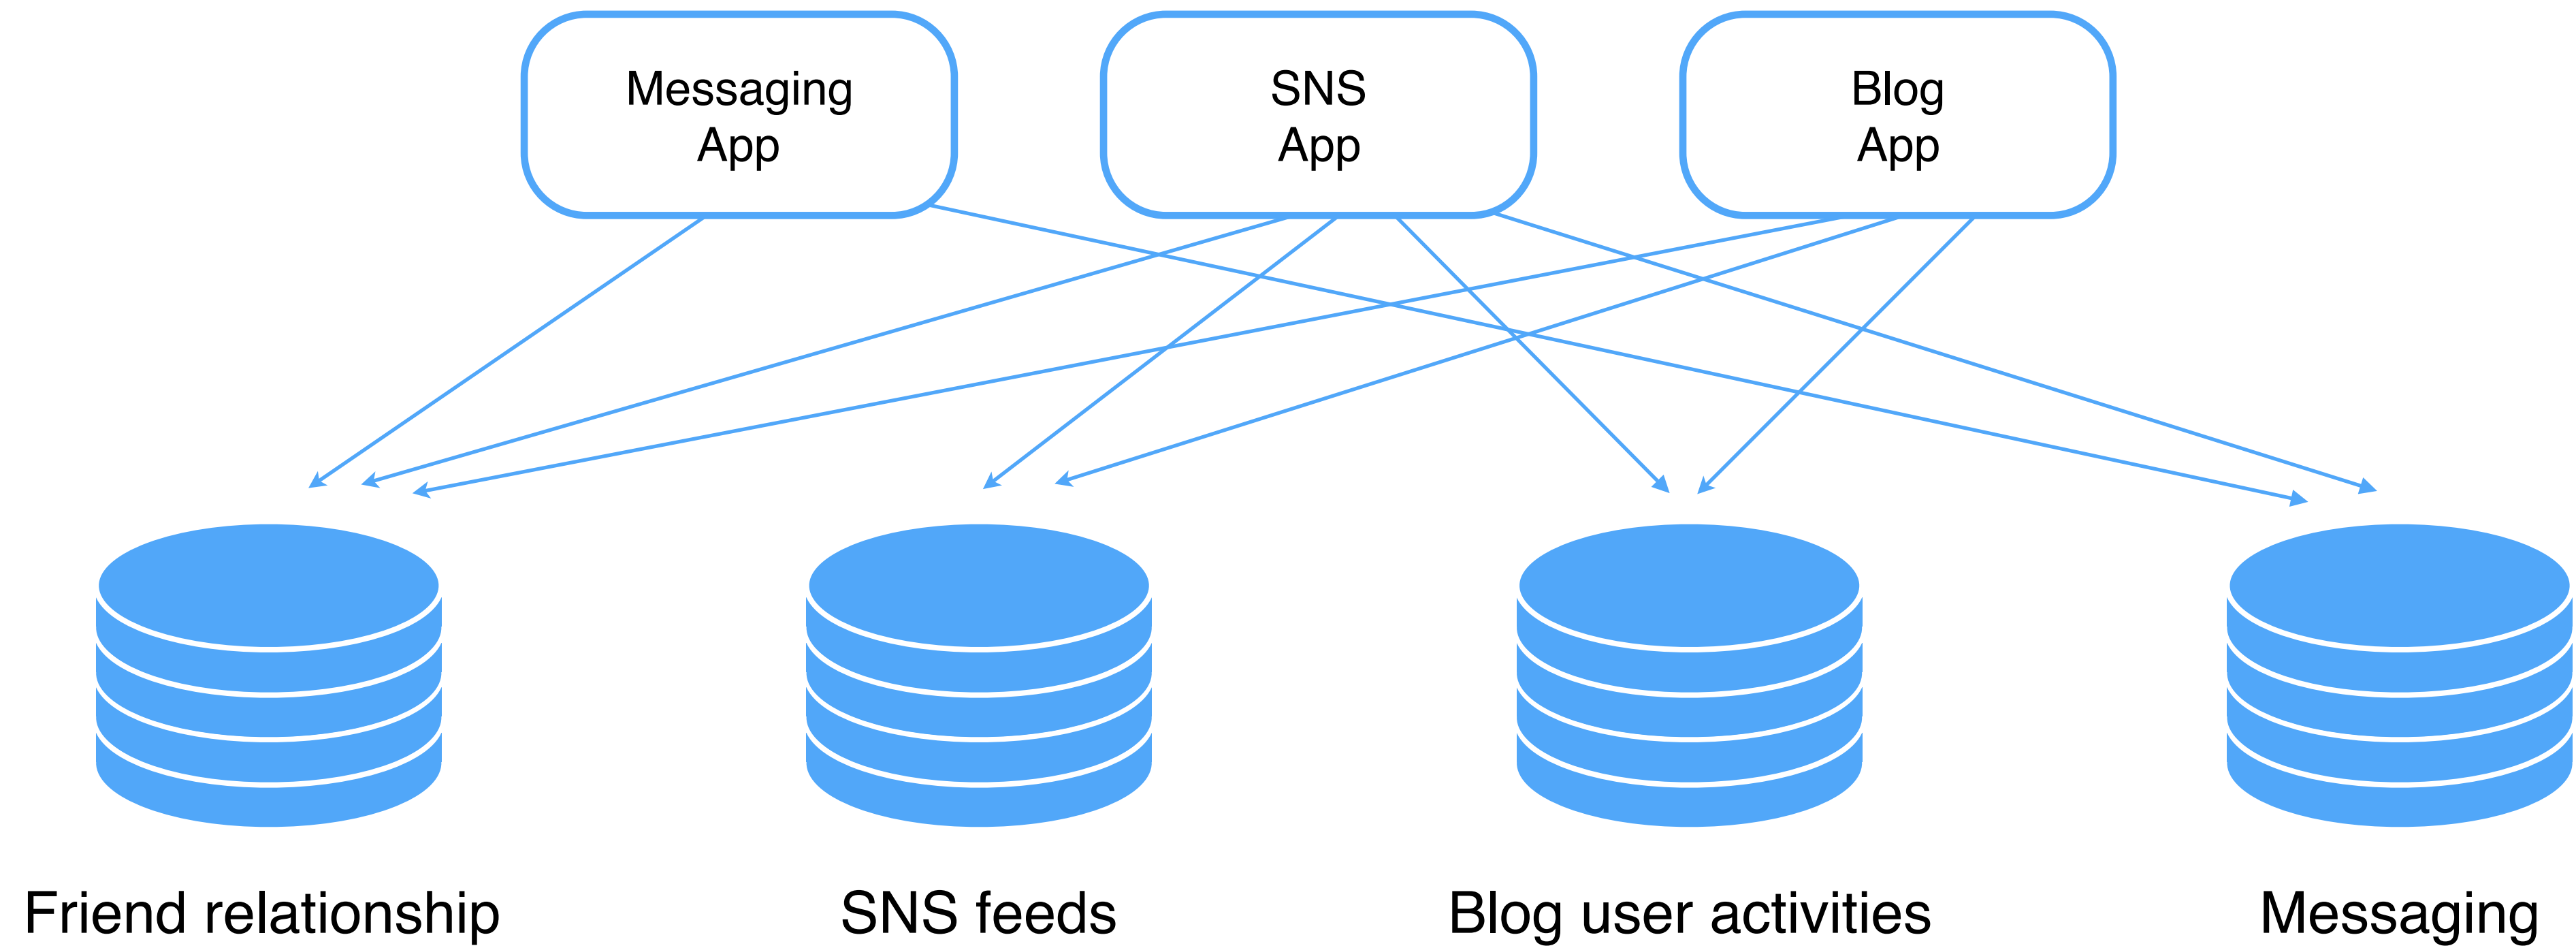 Messaging
App
SNS
App
Blog
App
Friend relationship
SNS feeds
Blog user activities
Messaging